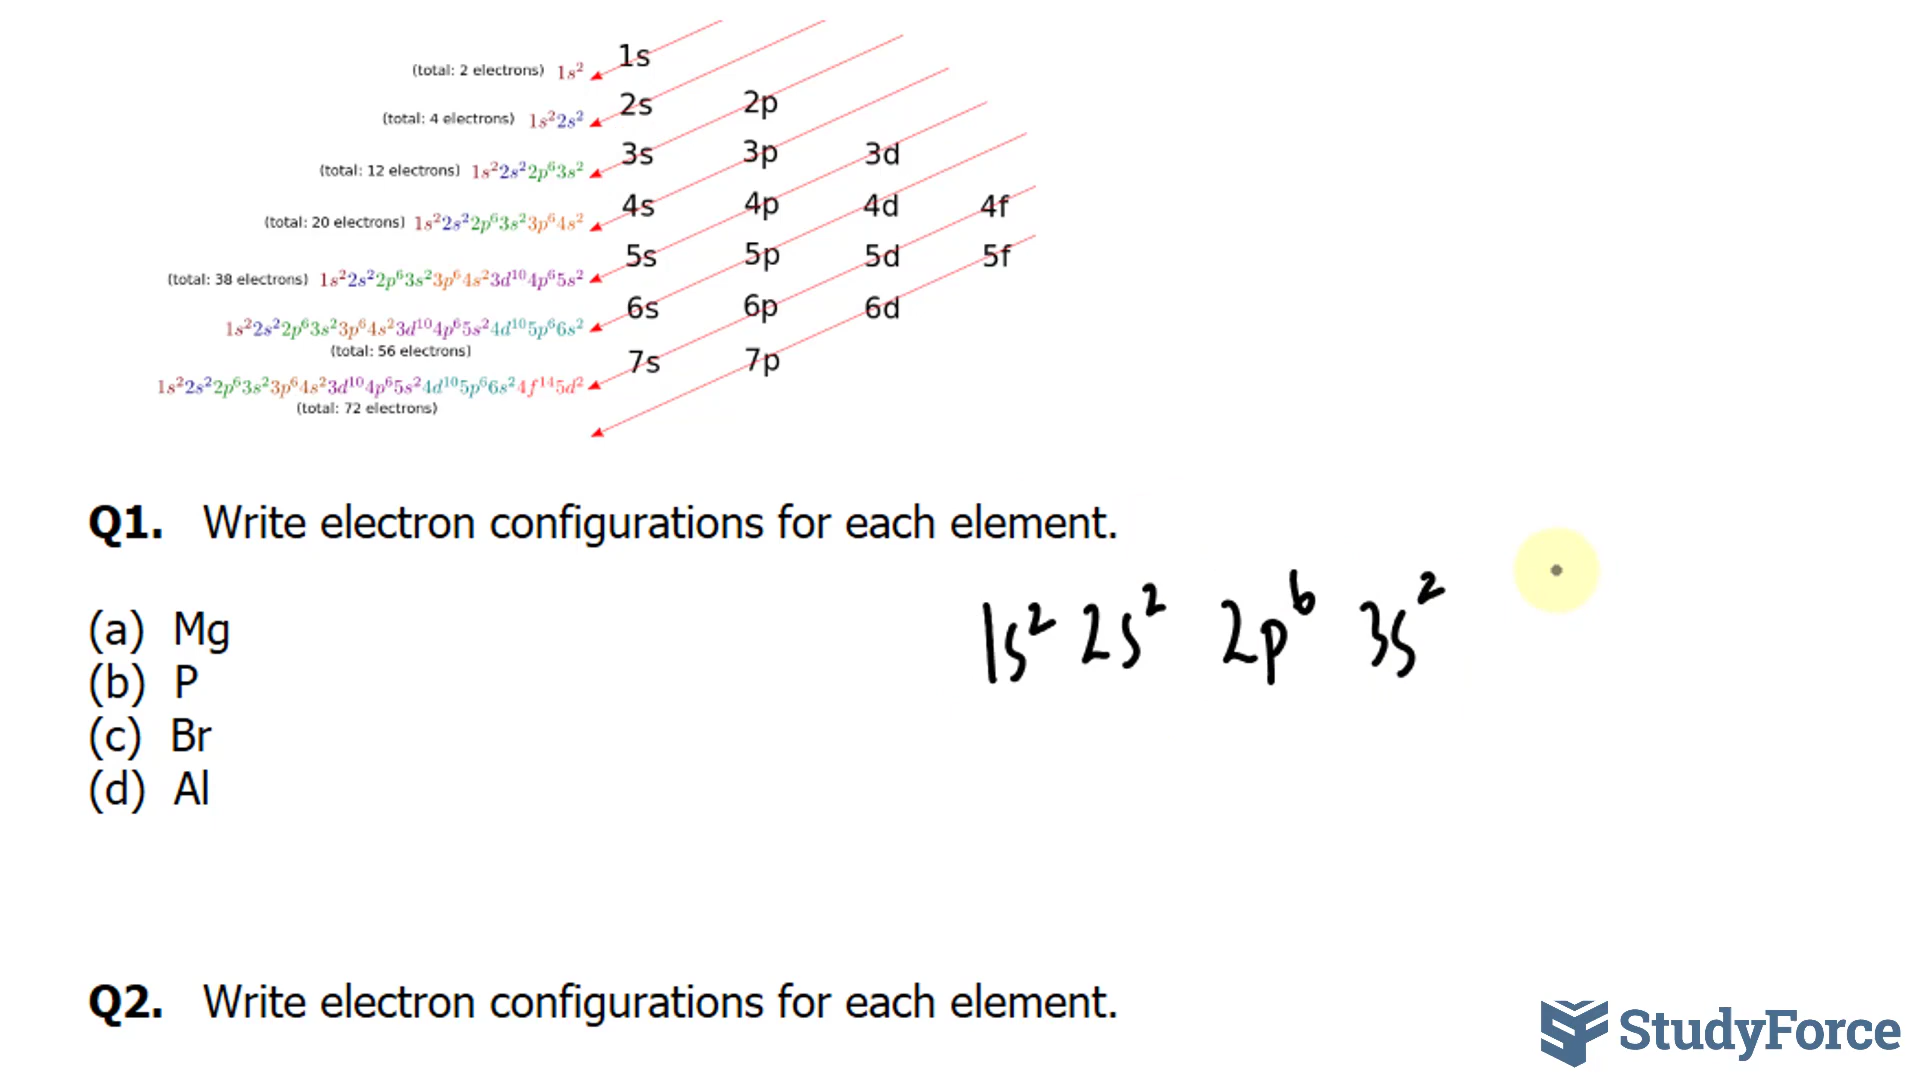 1s
(total: 2 electrons) 1s²
2s 2p
(total: 4 electrons) 1s²2s²
3s 3p 3d
(total: 12 electrons) 1s²2s²2p⁶3s²
4s 4p 4d 4f
(total: 20 electrons) 1s²2s²2p⁶3s²3p⁶4s²
5s 5p 5d 5f
(total: 38 electrons) 1s²2s²2p⁶3s²3p⁶4s²3d¹⁰4p⁶5s²
6s 6p 6d
1s²2s²2p⁶3s²3p⁶4s²3d¹⁰4p⁶5s²4d¹⁰5p⁶6s²
(total: 56 electrons)
7s 7p
1s²2s²2p⁶3s²3p⁶4s²3d¹⁰4p⁶5s²4d¹⁰5p⁶6s²4f¹⁴5d²
(total: 72 electrons)
Q1. Write electron configurations for each element.
1s² 2s² 2p⁶ 3s²
(a) Mg
(b) P
(c) Br
(d) Al
Q2. Write electron configurations for each element.
StudyForce